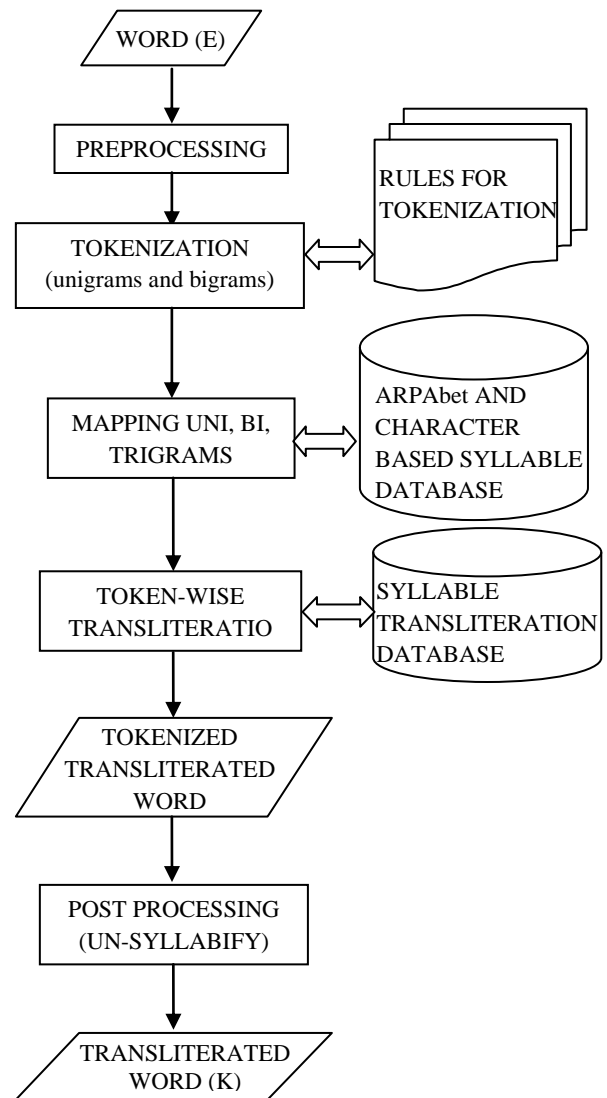 WORD (E)
PREPROCESSING
RULES FOR
TOKENIZATION
TOKENIZATION
(unigrams and bigrams)
MAPPING UNI, BI,
TRIGRAMS
ARPAbet AND
CHARACTER
BASED SYLLABLE
DATABASE
TOKEN-WISE
TRANSLITERATIO
SYLLABLE
TRANSLITERATION
DATABASE
TOKENIZED
TRANSLITERATED
WORD
POST PROCESSING
(UN-SYLLABIFY)
TRANSLITERATED
WORD (K)